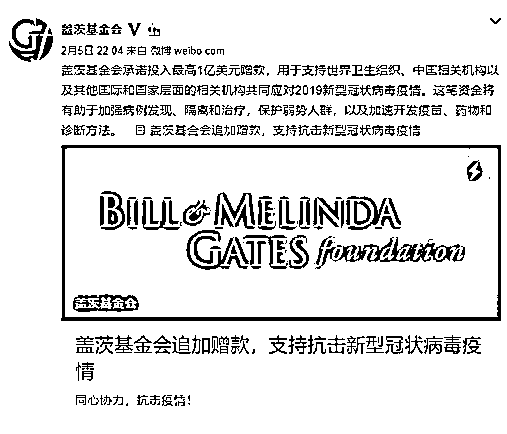 盖茨基金会
2月5日 22:04 来自 微博 weibo.com
盖茨基金会承诺投入最高1亿美元赠款，用于支持世界卫生组织、中国相关机构以
及其他国际和国家层面的相关机构共同应对2019新型冠状病毒疫情。这笔资金将
有助于加强病例发现、隔离和治疗，保护弱势人群，以及加速开发疫苗、药物和
诊断方法。 盖茨基金会追加赠款，支持抗击新型冠状病毒疫情
BILL & MELINDA
GATES foundation
盖茨基金会
盖茨基金会追加赠款，支持抗击新型冠状病毒疫
情
同心协力，抗击疫情！